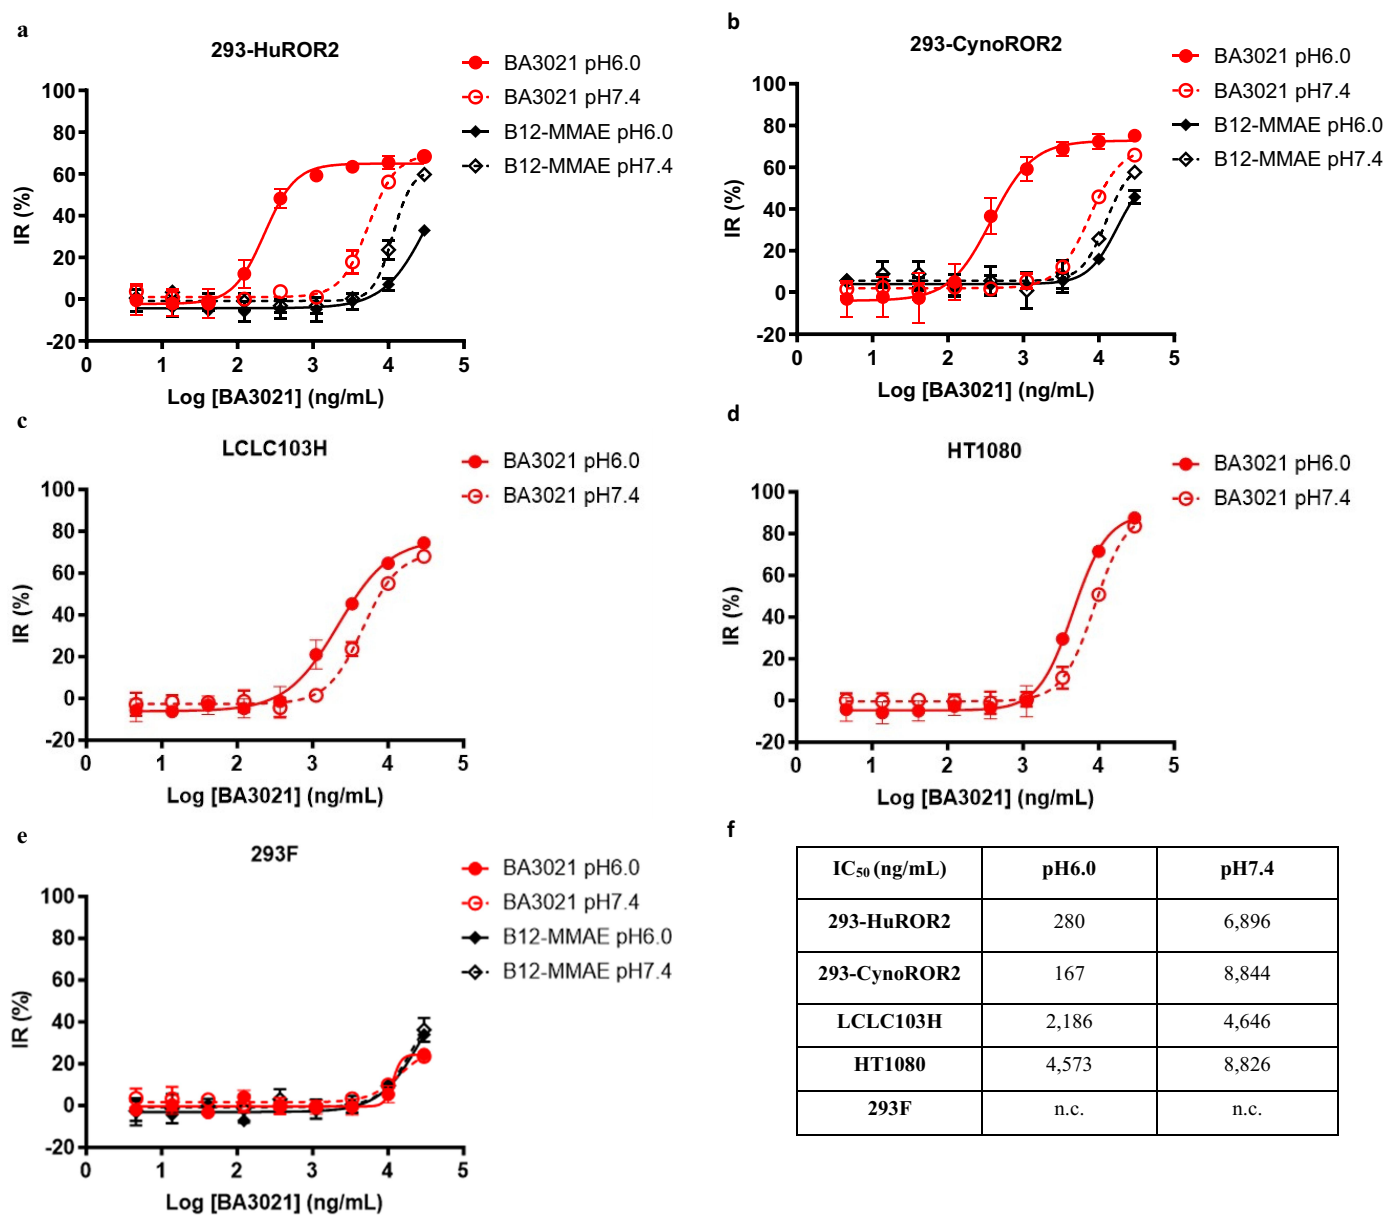 a
293-HuROR2
BA3021 pH6.0
BA3021 pH7.4
B12-MMAE pH6.0
B12-MMAE pH7.4
100
80
60
40
20
0
-20
IR (%)
0 1 2 3 4 5
Log [BA3021] (ng/mL)
b
293-CynoROR2
BA3021 pH6.0
BA3021 pH7.4
B12-MMAE pH6.0
B12-MMAE pH7.4
100
80
60
40
20
0
-20
IR (%)
0 1 2 3 4 5
Log [BA3021] (ng/mL)
c
LCLC103H
BA3021 pH6.0
BA3021 pH7.4
100
80
60
40
20
0
-20
IR (%)
0 1 2 3 4 5
Log [BA3021] (ng/mL)
d
HT1080
BA3021 pH6.0
BA3021 pH7.4
100
80
60
40
20
0
-20
IR (%)
0 1 2 3 4 5
Log [BA3021] (ng/mL)
e
293F
BA3021 pH6.0
BA3021 pH7.4
B12-MMAE pH6.0
B12-MMAE pH7.4
100
80
60
40
20
0
-20
IR (%)
0 1 2 3 4 5
Log [BA3021] (ng/mL)
f
IC₅₀ (ng/mL) pH6.0 pH7.4
293-HuROR2 280 6,896
293-CynoROR2 167 8,844
LCLC103H 2,186 4,646
HT1080 4,573 8,826
293F n.c. n.c.